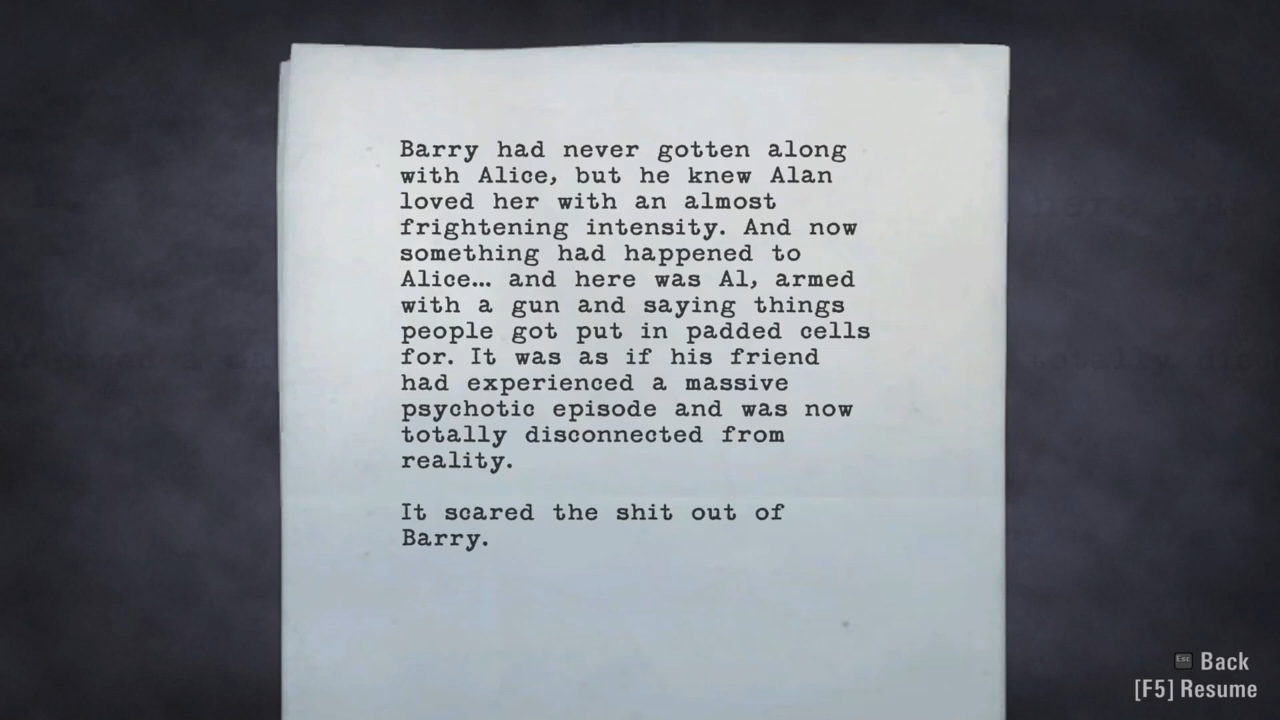 Barry had never gotten along
with Alice, but he knew Alan
loved her with an almost
frightening intensity. And now
something had happened to
Alice… and here was Al, armed
with a gun and saying things
people got put in padded cells
for. It was as if his friend
had experienced a massive
psychotic episode and was now
totally disconnected from
reality.

It scared the shit out of
Barry.
Esc Back
[F5] Resume